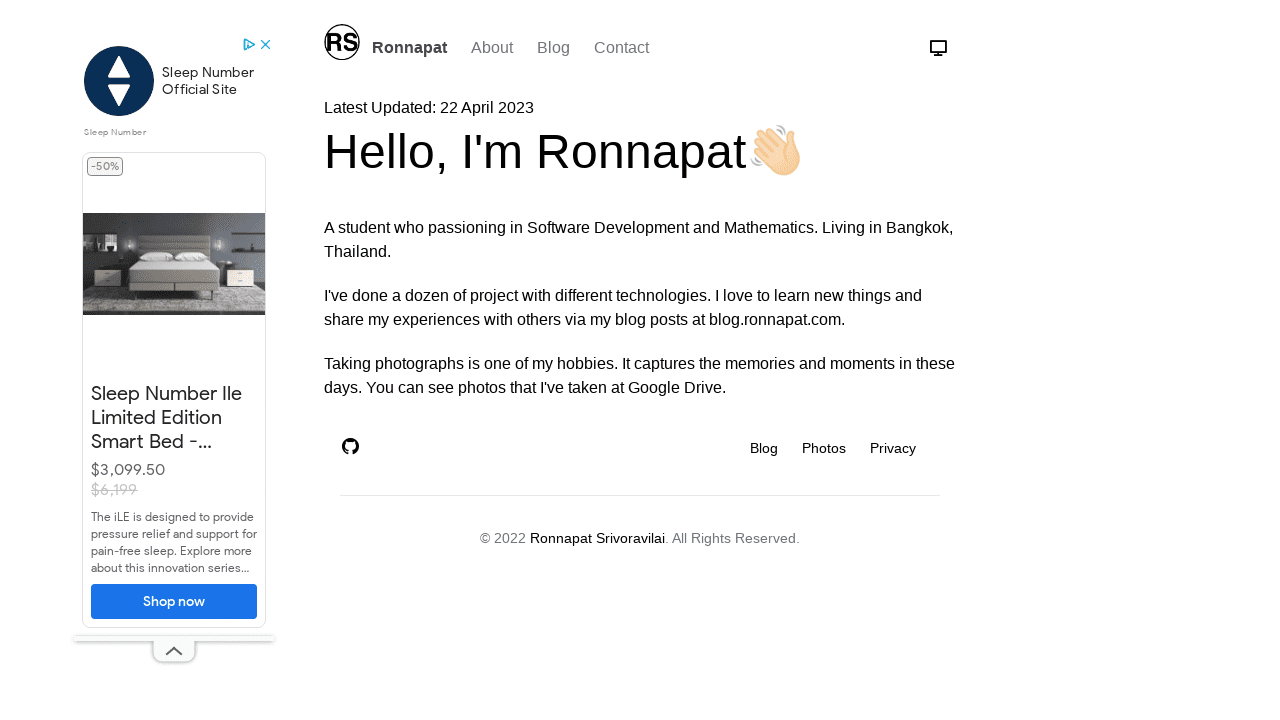 RS
Ronnapat About Blog Contact
Latest Updated: 22 April 2023
Hello, I'm Ronnapat
A student who passioning in Software Development and Mathematics. Living in Bangkok,
Thailand.
I've done a dozen of project with different technologies. I love to learn new things and
share my experiences with others via my blog posts at blog.ronnapat.com.
Taking photographs is one of my hobbies. It captures the memories and moments in these
days. You can see photos that I've taken at Google Drive.
Blog Photos Privacy
© 2022 Ronnapat Srivoravilai. All Rights Reserved.
Sleep Number
Official Site
Sleep Number
-50%
Sleep Number Ile
Limited Edition
Smart Bed -...
$3,099.50
$6,199
The iLE is designed to provide
pressure relief and support for
pain-free sleep. Explore more
about this innovation series...
Shop now